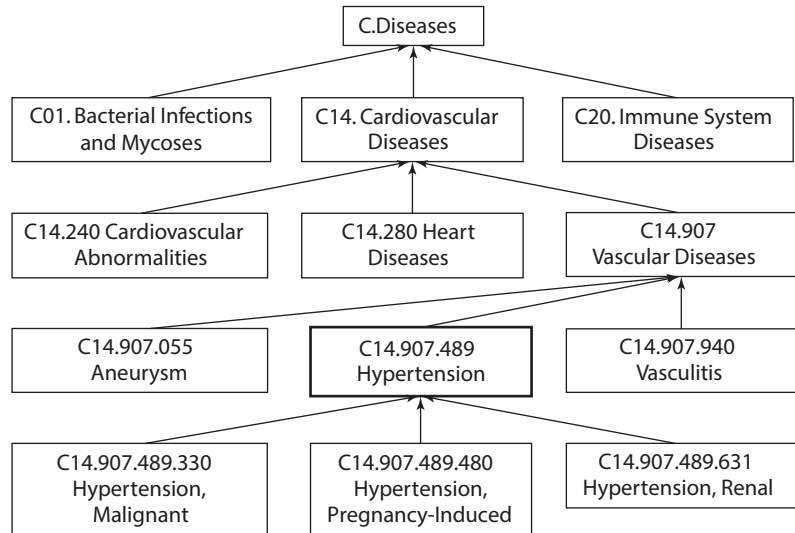 C.Diseases
C01. Bacterial Infections
and Mycoses
C14. Cardiovascular
Diseases
C20. Immune System
Diseases
C14.240 Cardiovascular
Abnormalities
C14.280 Heart
Diseases
C14.907
Vascular Diseases
C14.907.055
Aneurysm
C14.907.489
Hypertension
C14.907.940
Vasculitis
C14.907.489.330
Hypertension,
Malignant
C14.907.489.480
Hypertension,
Pregnancy-Induced
C14.907.489.631
Hypertension, Renal